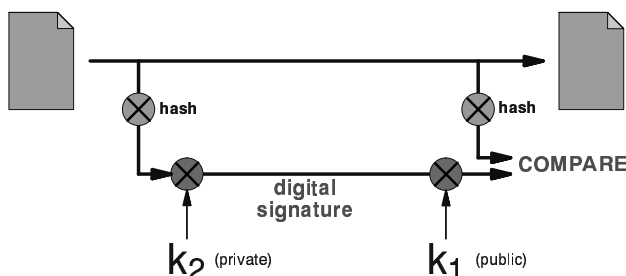 hash
hash
COMPARE
digital
signature
k2 (private)
k1 (public)